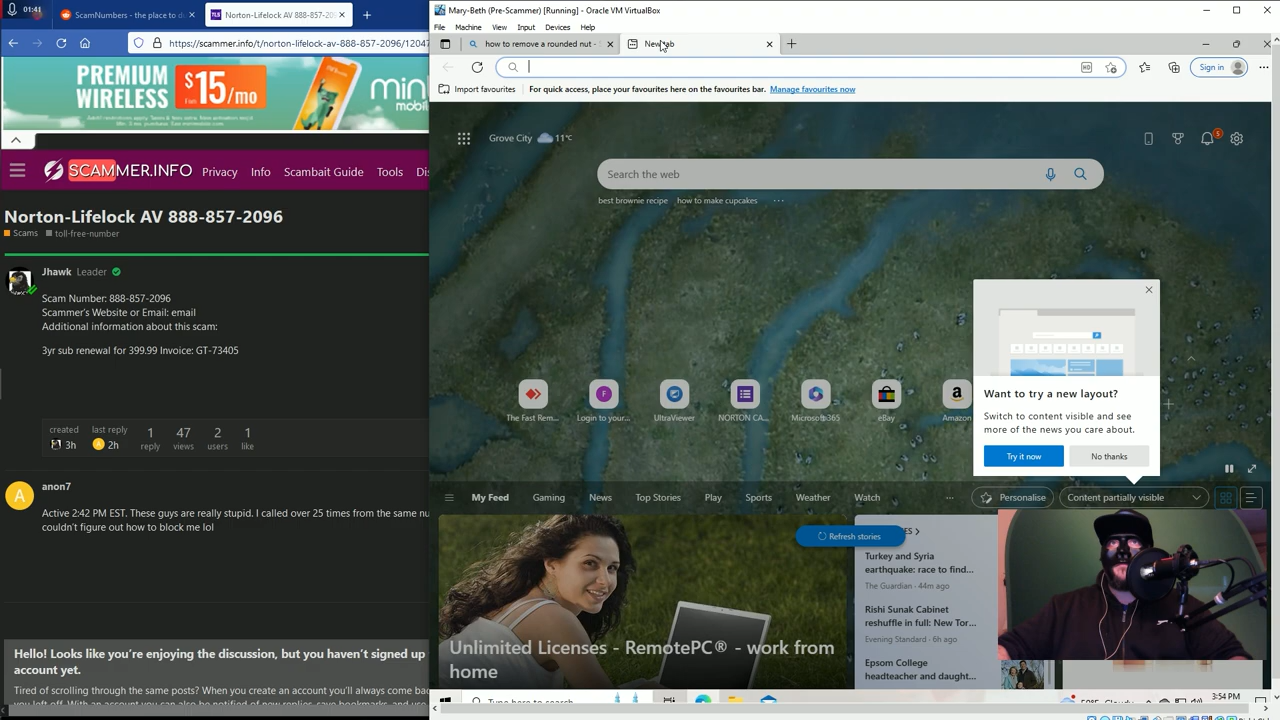 01:41
ScamNumbers - the place to di
Norton-Lifelock AV 888-857-209
https://scammer.info/t/norton-lifelock-av-888-857-2096/12047
PREMIUM
WIRELESS
$15/mo
SCAMMER.INFO
Privacy
Info
Scambait Guide
Tools
Norton-Lifelock AV 888-857-2096
Scams
toll-free-number
Jhawk Leader
Scam Number: 888-857-2096
Scammer's Website or Email: email
Additional information about this scam:
3yr sub renewal for 399.99 Invoice: GT-73405
created
last reply
1
47
2
1
3h
A 2h
reply
views
users
like
A
anon7
Active 2:42 PM EST. These guys are really stupid. I called over 25 times from the same nu
couldn't figure out how to block me lol
Hello! Looks like you're enjoying the discussion, but you haven't signed up
account yet.
Tired of scrolling through the same posts? When you create an account you'll always come bac
Mary-Beth (Pre-Scammer) [Running] - Oracle VM VirtualBox
File
Machine
View
Input
Devices
Help
how to remove a rounded nut -
New tab
Sign in
Import favourites
For quick access, place your favourites here on the favourites bar.
Manage favourites now
Grove City
11°C
5
Search the web
best brownie recipe
how to make cupcakes
The Fast Rem...
Login to your...
UltraViewer
NORTON CA...
Microsoft 365
eBay
Amazon
Want to try a new layout?
Switch to content visible and see
more of the news you care about.
Try it now
No thanks
My Feed
Gaming
News
Top Stories
Play
Sports
Weather
Watch
Personalise
Content partially visible
Refresh stories
Unlimited Licenses - RemotePC® - work from
home
Turkey and Syria
earthquake: race to find...
The Guardian - 44m ago
Rishi Sunak Cabinet
reshuffle in full: New Tor...
Evening Standard - 6h ago
Epsom College
headteacher and daught...
Type here to search
Cloudy
3:54 PM